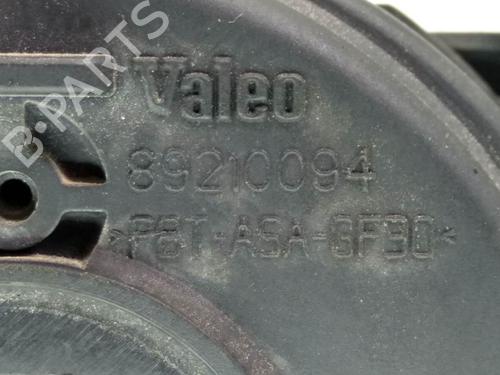 B-PARTS
Valeo
89210094
>PBT-ASA-GF30<